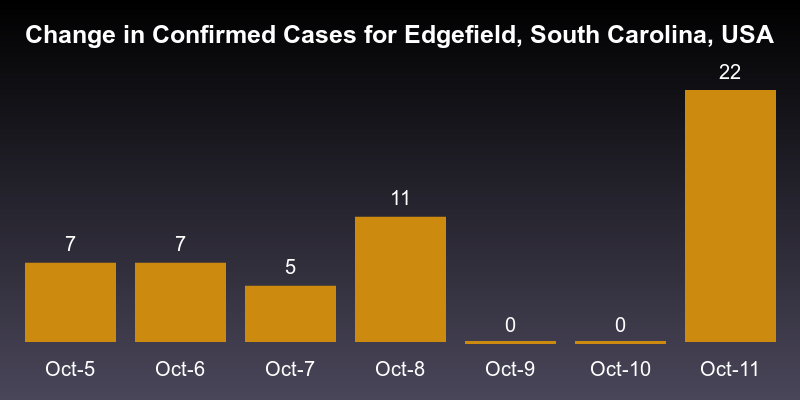 Change in Confirmed Cases for Edgefield, South Carolina, USA
22
11
7 7
5
0 0
Oct-5 Oct-6 Oct-7 Oct-8 Oct-9 Oct-10 Oct-11